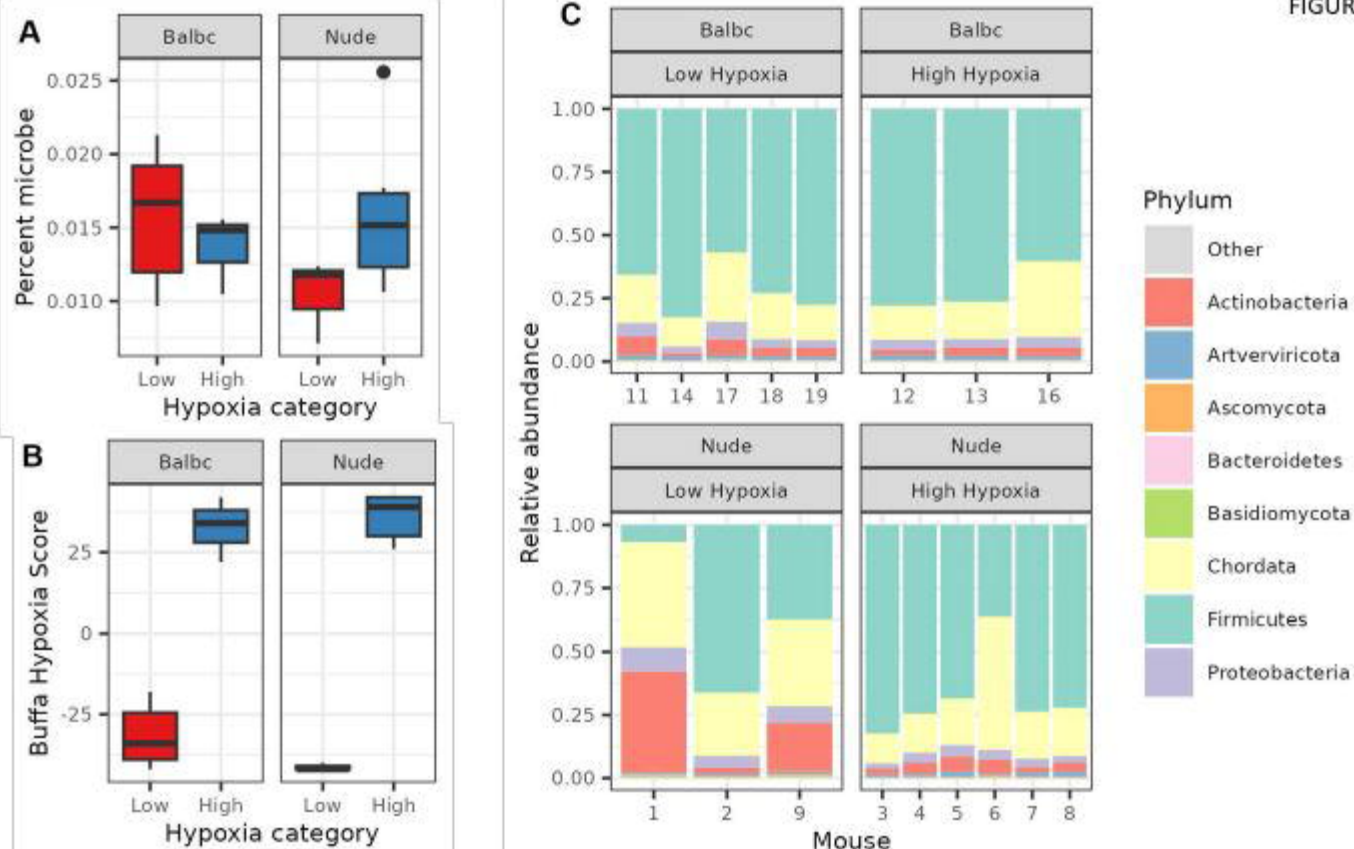 FIGUR
A
Balbc
Nude
Percent microbe
0.025
0.020
0.015
0.010
Low High
Low High
Hypoxia category
B
Balbc
Nude
Buffa Hypoxia Score
25
0
-25
Low High
Low High
Hypoxia category
C
Balbc
Low Hypoxia
Balbc
High Hypoxia
Relative abundance
1.00
0.75
0.50
0.25
0.00
11 14 17 18 19
12 13 16
Nude
Low Hypoxia
Nude
High Hypoxia
1.00
0.75
0.50
0.25
0.00
1 2 9
3 4 5 6 7 8
Mouse
Phylum
Other
Actinobacteria
Artverviricota
Ascomycota
Bacteroidetes
Basidiomycota
Chordata
Firmicutes
Proteobacteria